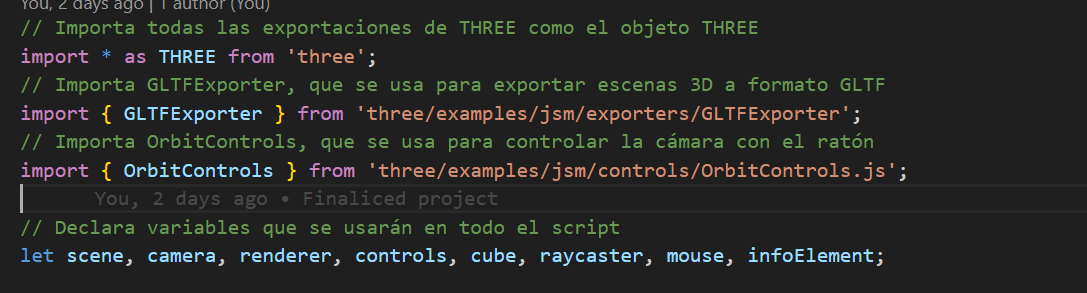 You, 2 days ago | 1 author (You)
// Importa todas las exportaciones de THREE como el objeto THREE
import * as THREE from 'three';
// Importa GLTFExporter, que se usa para exportar escenas 3D a formato GLTF
import { GLTFExporter } from 'three/examples/jsm/exporters/GLTFExporter';
// Importa OrbitControls, que se usa para controlar la cámara con el ratón
import { OrbitControls } from 'three/examples/jsm/controls/OrbitControls.js';
You, 2 days ago • Finaliced project
// Declara variables que se usarán en todo el script
let scene, camera, renderer, controls, cube, raycaster, mouse, infoElement;